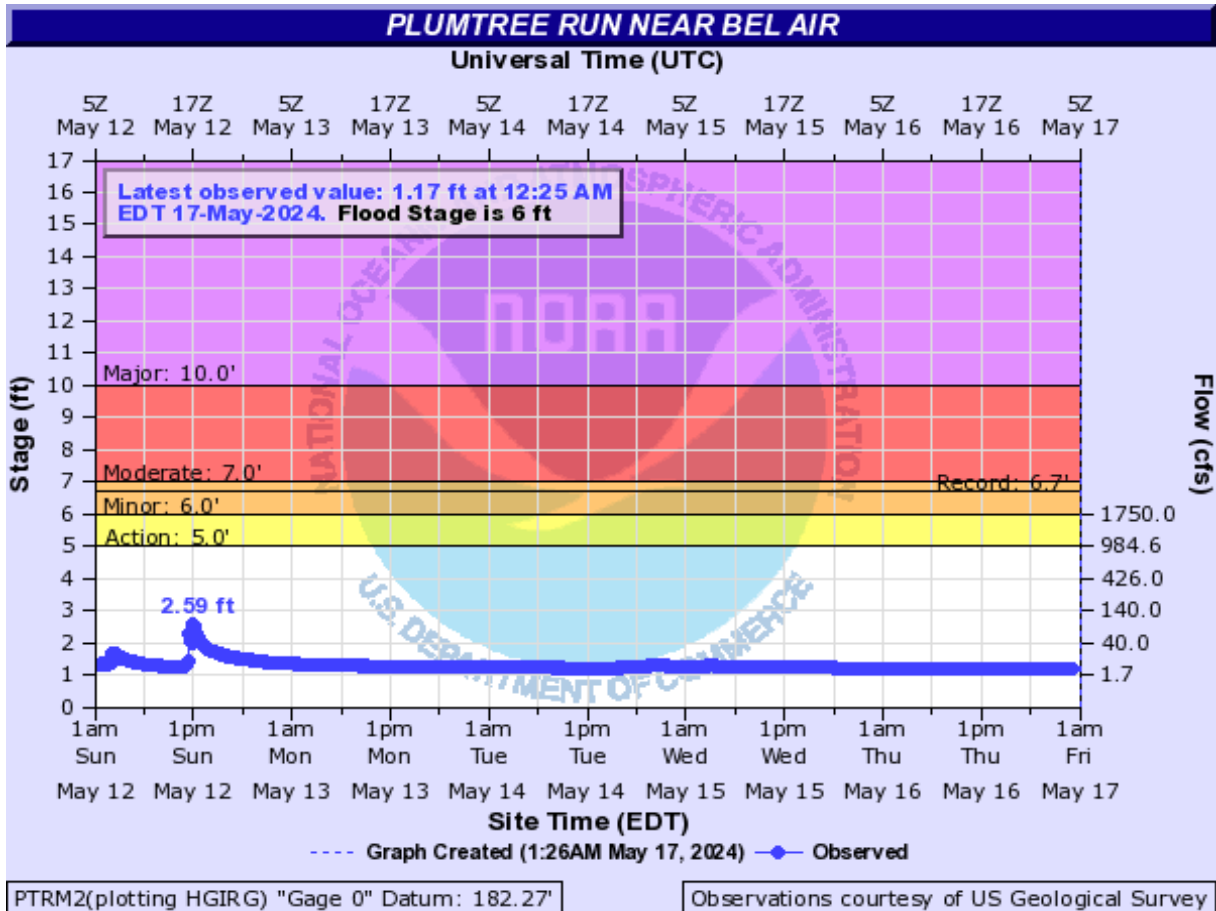 PLUMTREE RUN NEAR BEL AIR
Universal Time (UTC)
5Z 17Z 5Z 17Z 5Z 17Z 5Z 17Z 5Z 17Z 5Z
May 12 May 12 May 13 May 13 May 14 May 14 May 15 May 15 May 16 May 16 May 17
17
16
15
14
13
12
11
10
9
8
7
6
5
4
3
2
1
0
Stage (ft)
Latest observed value: 1.17 ft at 12:25 AM
EDT 17-May-2024. Flood Stage is 6 ft
NATIONAL OCEANIC AND ATMOSPHERIC ADMINISTRATION
NOAA
U.S. DEPARTMENT OF COMMERCE
Major: 10.0'
Moderate: 7.0'
Record: 6.7'
Minor: 6.0'
Action: 5.0'
2.59 ft
Flow (cfs)
1750.0
984.6
426.0
140.0
40.0
1.7
1am 1pm 1am 1pm 1am 1pm 1am 1pm 1am 1pm 1am
Sun Sun Mon Mon Tue Tue Wed Wed Thu Thu Fri
May 12 May 12 May 13 May 13 May 14 May 14 May 15 May 15 May 16 May 16 May 17
Site Time (EDT)
Graph Created (1:26AM May 17, 2024) Observed
PTRM2(plotting HGIRG) "Gage 0" Datum: 182.27'
Observations courtesy of US Geological Survey